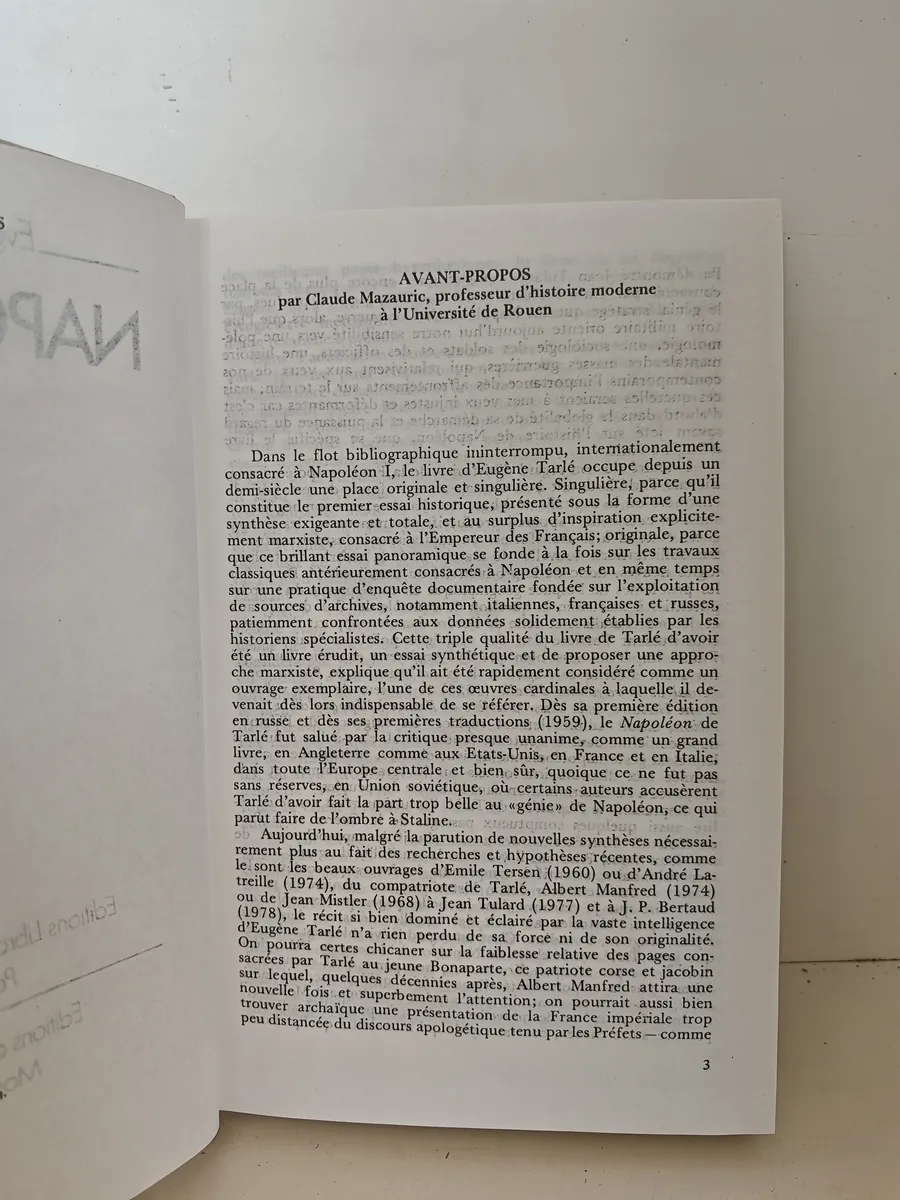 AVANT-PROPOS
par Claude Mazauric, professeur d'histoire moderne
à l'Université de Rouen
Dans le flot bibliographique ininterrompu, internationalement
consacré à Napoléon I, le livre d'Eugène Tarlé occupe depuis un
demi-siècle une place originale et singulière. Singulière, parce qu'il
constitue le premier essai historique, présenté sous la forme d'une
synthèse exigeante et totale, et au surplus d'inspiration explicite-
ment marxiste, consacré à l'Empereur des Français; originale, parce
que ce brillant essai panoramique se fonde à la fois sur les travaux
classiques antérieurement consacrés à Napoléon et en même temps
sur une pratique d'enquête documentaire fondée sur l'exploitation
de sources d'archives, notamment italiennes, françaises et russes,
patiemment confrontées aux données solidement établies par les
historiens spécialistes. Cette triple qualité du livre de Tarlé d'avoir
été un livre érudit, un essai synthétique et de proposer une appro-
che marxiste, explique qu'il ait été rapidement considéré comme un
ouvrage exemplaire, l'une de ces œuvres cardinales à laquelle il de-
venait dès lors indispensable de se référer. Dès sa première édition
en russe et dès ses premières traductions (1959), le Napoléon de
Tarlé fut salué par la critique presque unanime, comme un grand
livre, en Angleterre comme aux Etats-Unis, en France et en Italie,
dans toute l'Europe centrale et bien sûr, quoique ce ne fut pas
sans réserves, en Union soviétique, où certains auteurs accusèrent
Tarlé d'avoir fait la part trop belle au «génie» de Napoléon, ce qui
parut faire de l'ombre à Staline.
Aujourd'hui, malgré la parution de nouvelles synthèses nécessai-
rement plus au fait des recherches et hypothèses récentes, comme
le sont les beaux ouvrages d'Emile Tersen (1960) ou d'André La-
treille (1974), du compatriote de Tarlé, Albert Manfred (1974)
ou de Jean Mistler (1968) à Jean Tulard (1977) et à J. P. Bertaud
(1978), le récit si bien dominé et éclairé par la vaste intelligence
d'Eugène Tarlé n'a rien perdu de sa force ni de son originalité.
On pourra certes chicaner sur la faiblesse relative des pages con-
sacrées par Tarlé au jeune Bonaparte, ce patriote corse et jacobin
sur lequel, quelques décennies après, Albert Manfred attira une
nouvelle fois et superbement l'attention; on pourrait aussi bien
trouver archaïque une présentation de la France impériale trop
peu distancée du discours apologétique tenu par les Préfets — comme
3